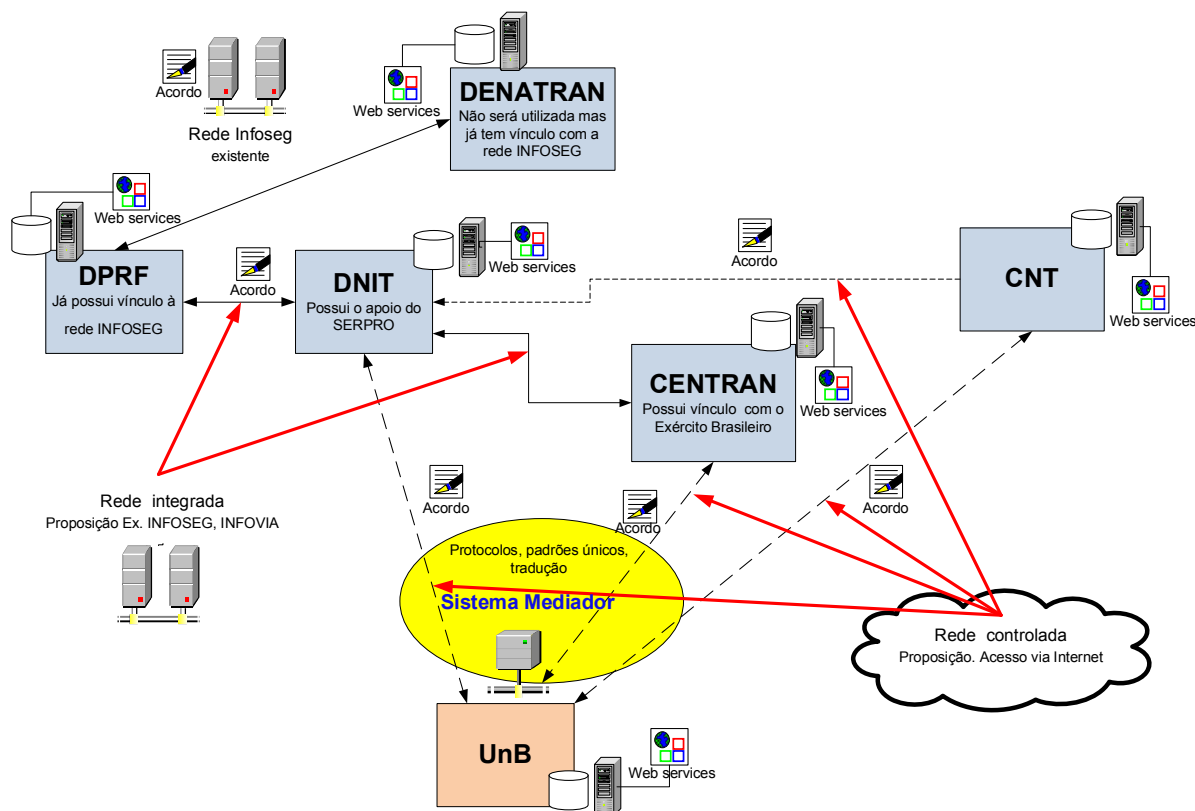 Acordo
Rede Infoseg
existente
Web services
DENATRAN
Não será utilizada mas
já tem vínculo com a
rede INFOSEG
Web services
DPRF
Já possui vínculo à
rede INFOSEG
Acordo
Web services
DNIT
Possui o apoio do
SERPRO
Acordo
Web services
CNT
Web services
CENTRAN
Possui vínculo com o
Exército Brasileiro
Rede integrada
Proposição Ex. INFOSEG, INFOVIA
Acordo
Acordo
Acordo
Protocolos, padrões únicos,
tradução
Sistema Mediador
Rede controlada
Proposição. Acesso via Internet
UnB
Web services
Web services